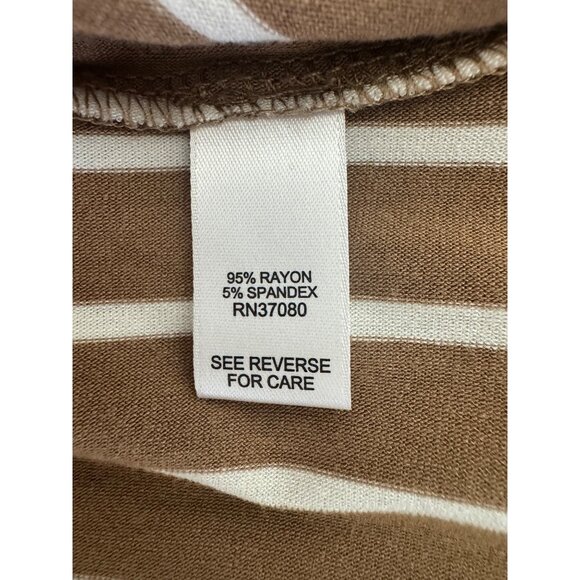 95% RAYON
5% SPANDEX
RN37080
SEE REVERSE
FOR CARE